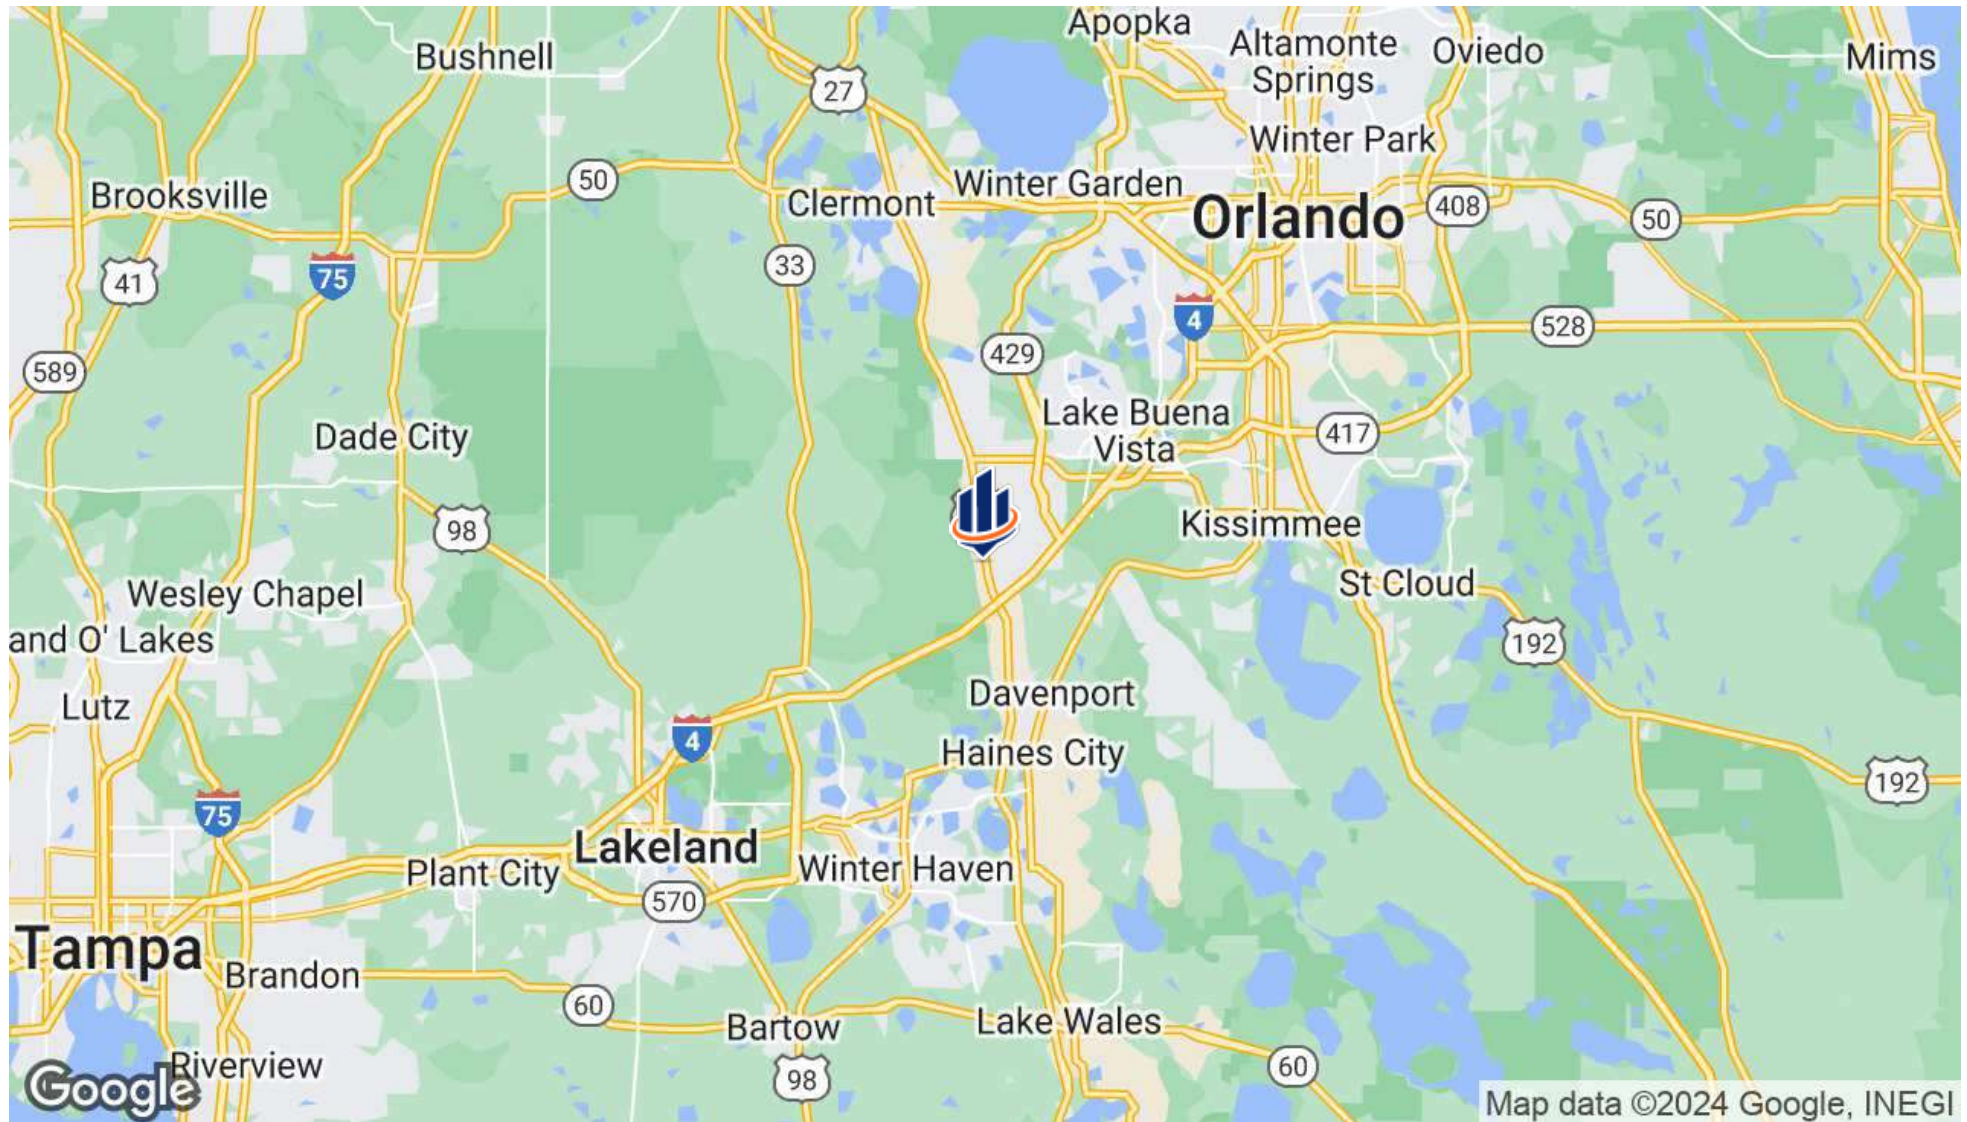 Apopka
Bushnell
Altamonte
Springs
Oviedo
Mims
27
Winter Park
50
Brooksville
Clermont
Winter Garden
Orlando
408
50
41
75
33
4
528
589
429
Dade City
Lake Buena
Vista
417
98
Kissimmee
Wesley Chapel
St Cloud
and O' Lakes
192
Lutz
Davenport
4
Haines City
192
75
Lakeland
Plant City
Winter Haven
570
Tampa
Brandon
60
Bartow
Lake Wales
Riverview
98
60
Google
Map data ©2024 Google, INEGI